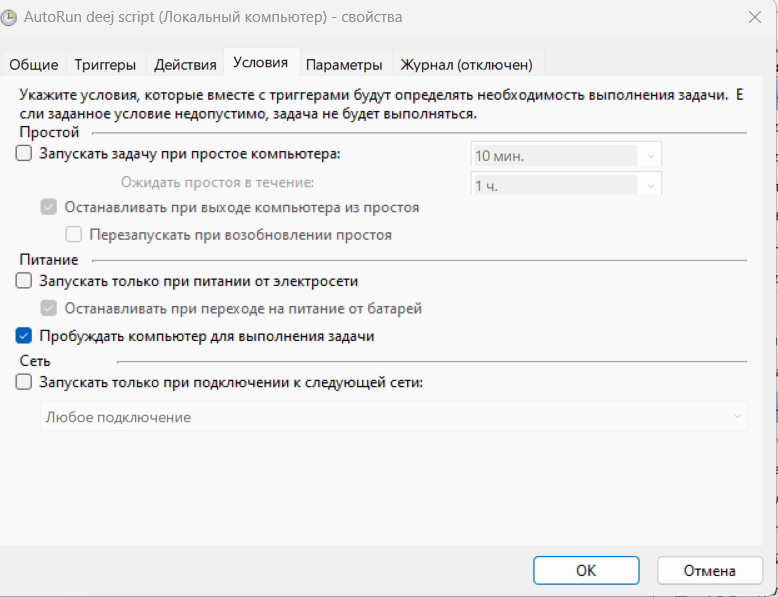 AutoRun deej script (Локальный компьютер) - свойства
Общие Триггеры Действия Условия Параметры Журнал (отключен)
Укажите условия, которые вместе с триггерами будут определять необходимость выполнения задачи. Е
сли заданное условие недопустимо, задача не будет выполняться.
Простой
Запускать задачу при простое компьютера: 10 мин.
Ожидать простоя в течение: 1 ч.
Останавливать при выходе компьютера из простоя
Перезапускать при возобновлении простоя
Питание
Запускать только при питании от электросети
Останавливать при переходе на питание от батарей
Пробуждать компьютер для выполнения задачи
Сеть
Запускать только при подключении к следующей сети:
Любое подключение
ОК Отмена